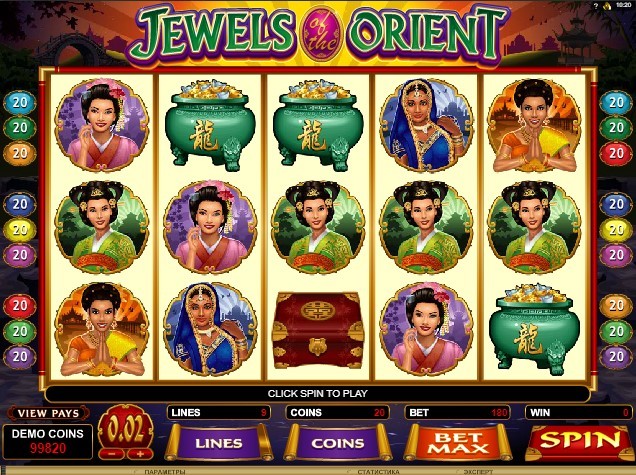 ? 18:20
JEWELS of the ORIENT
20 龍 龍 20
20 20
20 20
20 20
20 20
20 20
20 20
20 20
20 龍 20
CLICK SPIN TO PLAY
VIEW PAYS LINES 9 COINS 20 BET 180 WIN 0
DEMO COINS 0.02 LINES COINS BET MAX SPIN
99820 - +
ПАРАМЕТРЫ СТАТИСТИКА ЭКСПЕРТ